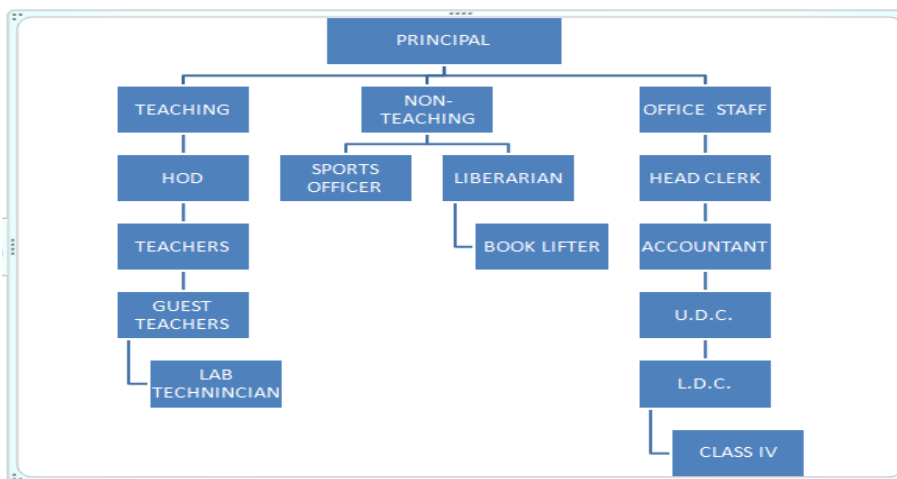 PRINCIPAL
TEACHING
NON-
TEACHING
OFFICE STAFF
HOD
SPORTS
OFFICER
LIBERARIAN
HEAD CLERK
TEACHERS
BOOK LIFTER
ACCOUNTANT
GUEST
TEACHERS
U.D.C.
LAB
TECHNINCIAN
L.D.C.
CLASS IV